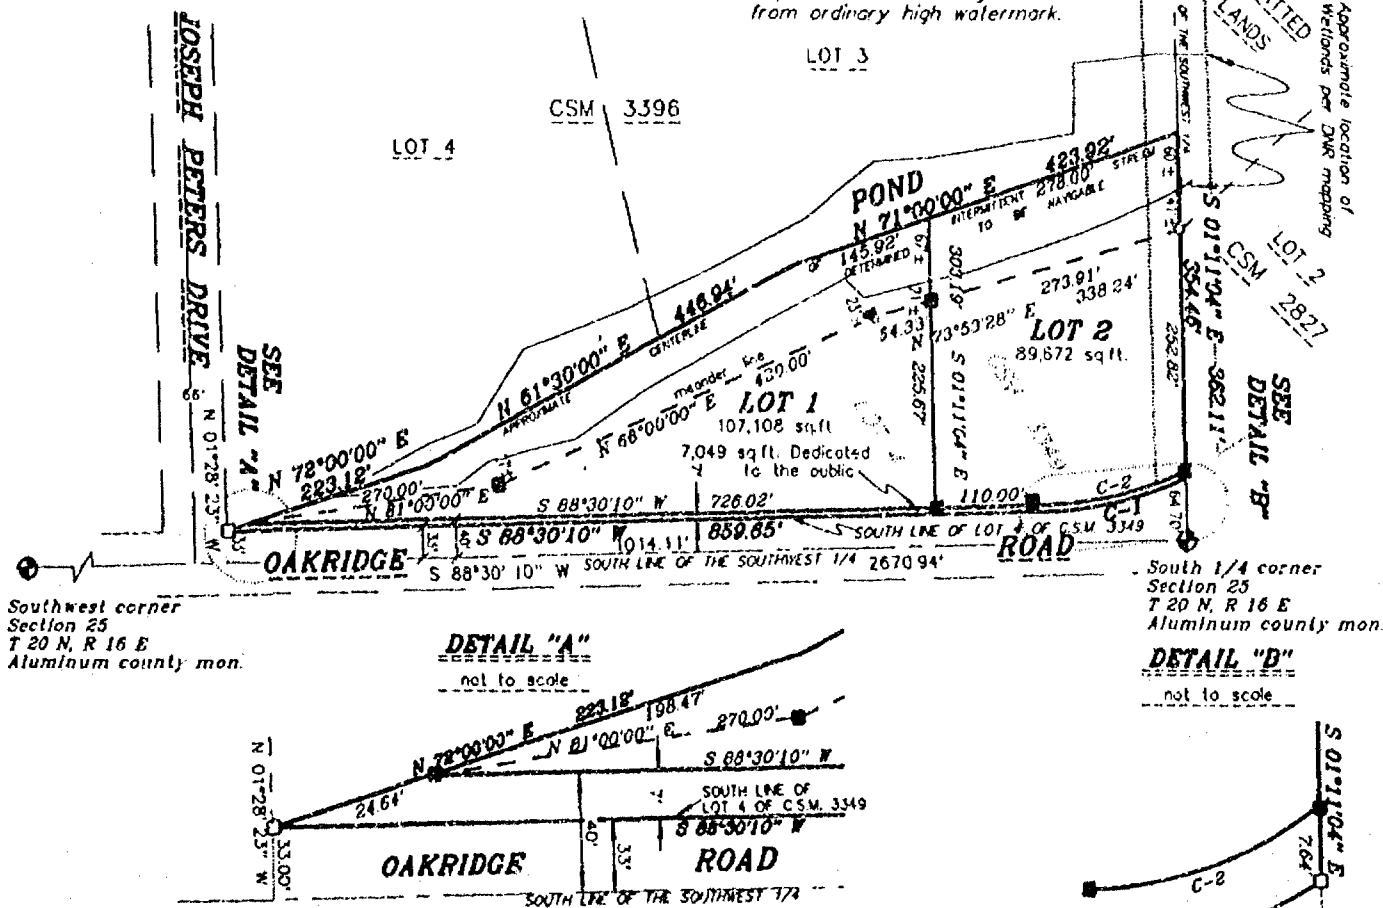 from ordinary high watermark.
LOT 3
CSM 3396
LOT 4
JOSEPH PETERS DRIVE
OF THE SOUTHWEST 1/4
LANDS
Approximate location of
Wetlands per DNR mapping
LOT 2
CSM 2827
POND
N 71°00'00" E
423.92'
145.92'
278.00'
DETERMINED
INTERMITTENT STREAM
TO BE NAVIGABLE
60'±
41'±
S 01°11'04" E 362.11'
354.46'
252.82'
67'±
303.19'
21'±
N 61°30'00" E
446.94'
APPROXIMATE
CENTERLINE
N 72°00'00" E
223.12'
meander line
N 68°00'00" E
430.00'
54.33'
73°53'28" E
273.91'
338.24'
LOT 2
89,672 sq.ft.
LOT 1
107,108 sq.ft.
7,049 sq.ft. Dedicated
to the public
225.67'
S 01°11'04" E
SEE
DETAIL "A"
SEE
DETAIL "B"
66'
N 01°28'23" W
33'
270.00'
N 81°00'00" E
S 88°30'10" W
726.02'
7'
110.00'
C-2
C-1
S 88°30'10" W
1014.11'
859.65'
SOUTH LINE OF LOT 4 OF C.S.M. 3349
33'
40'
OAKRIDGE
ROAD
S 88°30'10" W SOUTH LINE OF THE SOUTHWEST 1/4 2670.94'
Southwest corner
Section 25
T 20 N, R 16 E
Aluminum county mon.
South 1/4 corner
Section 25
T 20 N, R 16 E
Aluminum county mon.
DETAIL "A"
not to scale
DETAIL "B"
not to scale
N 72°00'00" E
223.12'
198.47'
24.64'
N 81°00'00" E
270.00'
S 88°30'10" W
SOUTH LINE OF
LOT 4 OF C.S.M. 3349
S 88°30'10" W
7'
40'
33'
N 01°28'23" W
33.00'
OAKRIDGE
ROAD
SOUTH LINE OF THE SOUTHWEST 1/4
S 01°11'04" E
7.64'
C-2